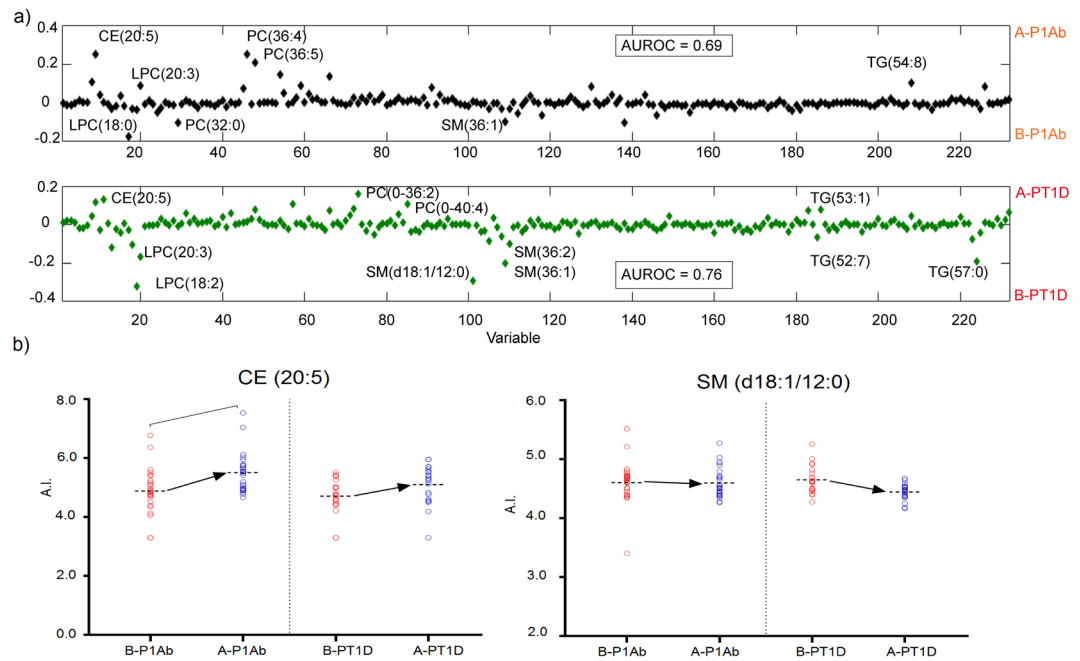 a)
0.4
A-P1Ab
CE(20:5)
PC(36:4)
AUROC = 0.69
PC(36:5)
0.2
LPC(20:3)
TG(54:8)
0
LPC(18:0)
PC(32:0)
SM(36:1)
-0.2
B-P1Ab
20 40 60 80 100 120 140 160 180 200 220
0.2
A-PT1D
CE(20:5)
PC(0-36:2)
TG(53:1)
PC(0-40:4)
0
LPC(20:3)
SM(36:2)
-0.2
SM(d18:1/12:0)
SM(36:1)
AUROC = 0.76
TG(52:7)
TG(57:0)
LPC(18:2)
-0.4
B-PT1D
20 40 60 80 100 120 140 160 180 200 220
Variable
b)
CE (20:5)
8.0
6.0
A.I.
4.0
2.0
0.0
B-P1Ab A-P1Ab B-PT1D A-PT1D
SM (d18:1/12:0)
6.0
5.0
A.I.
4.0
3.0
2.0
B-P1Ab A-P1Ab B-PT1D A-PT1D